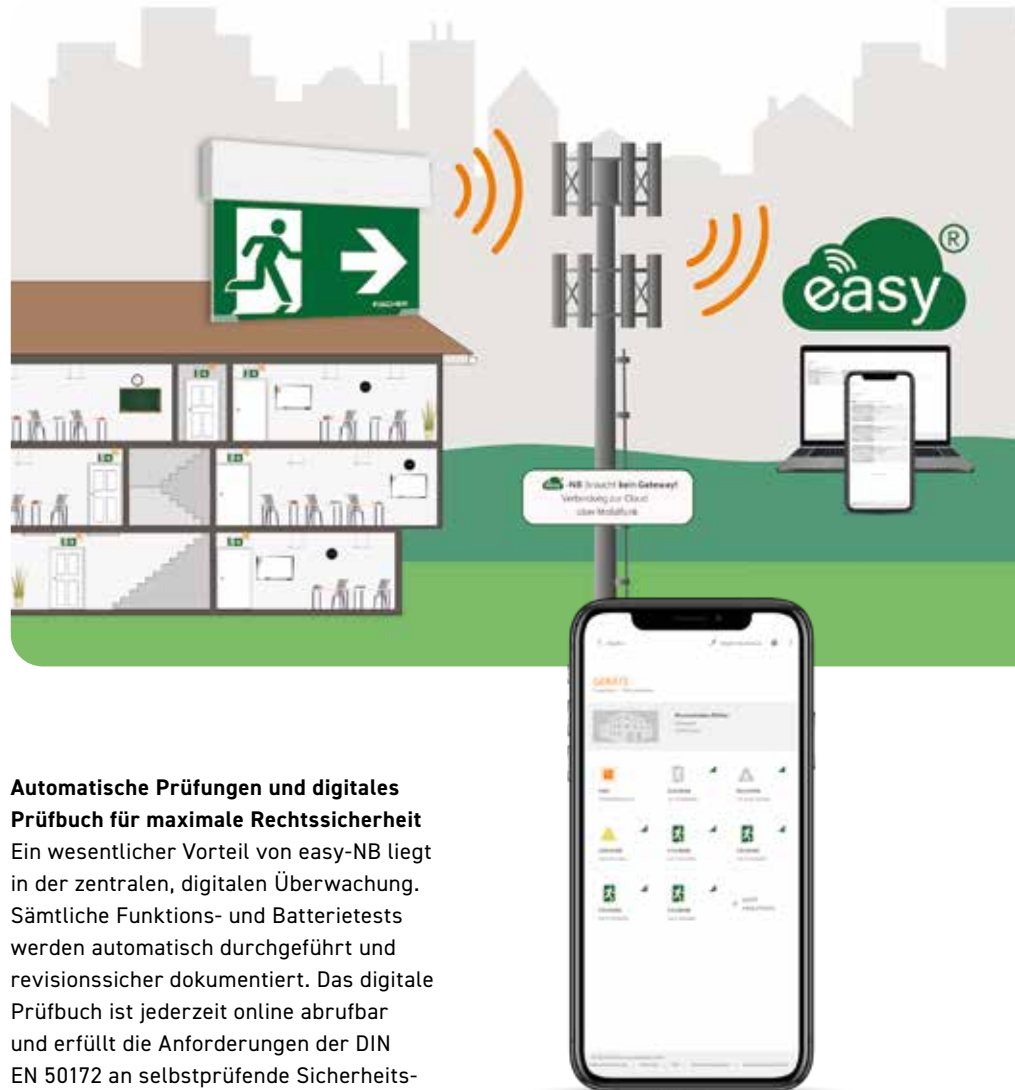 FISCHER
easy
®
easy -NB braucht kein Gateway!
Verbindung zur Cloud
über Mobilfunk
GERÄTE
Automatische Prüfungen und digitales
Prüfbuch für maximale Rechtssicherheit
Ein wesentlicher Vorteil von easy-NB liegt
in der zentralen, digitalen Überwachung.
Sämtliche Funktions- und Batterietests
werden automatisch durchgeführt und
revisionssicher dokumentiert. Das digitale
Prüfbuch ist jederzeit online abrufbar
und erfüllt die Anforderungen der DIN
EN 50172 an selbstprüfende Sicherheits-